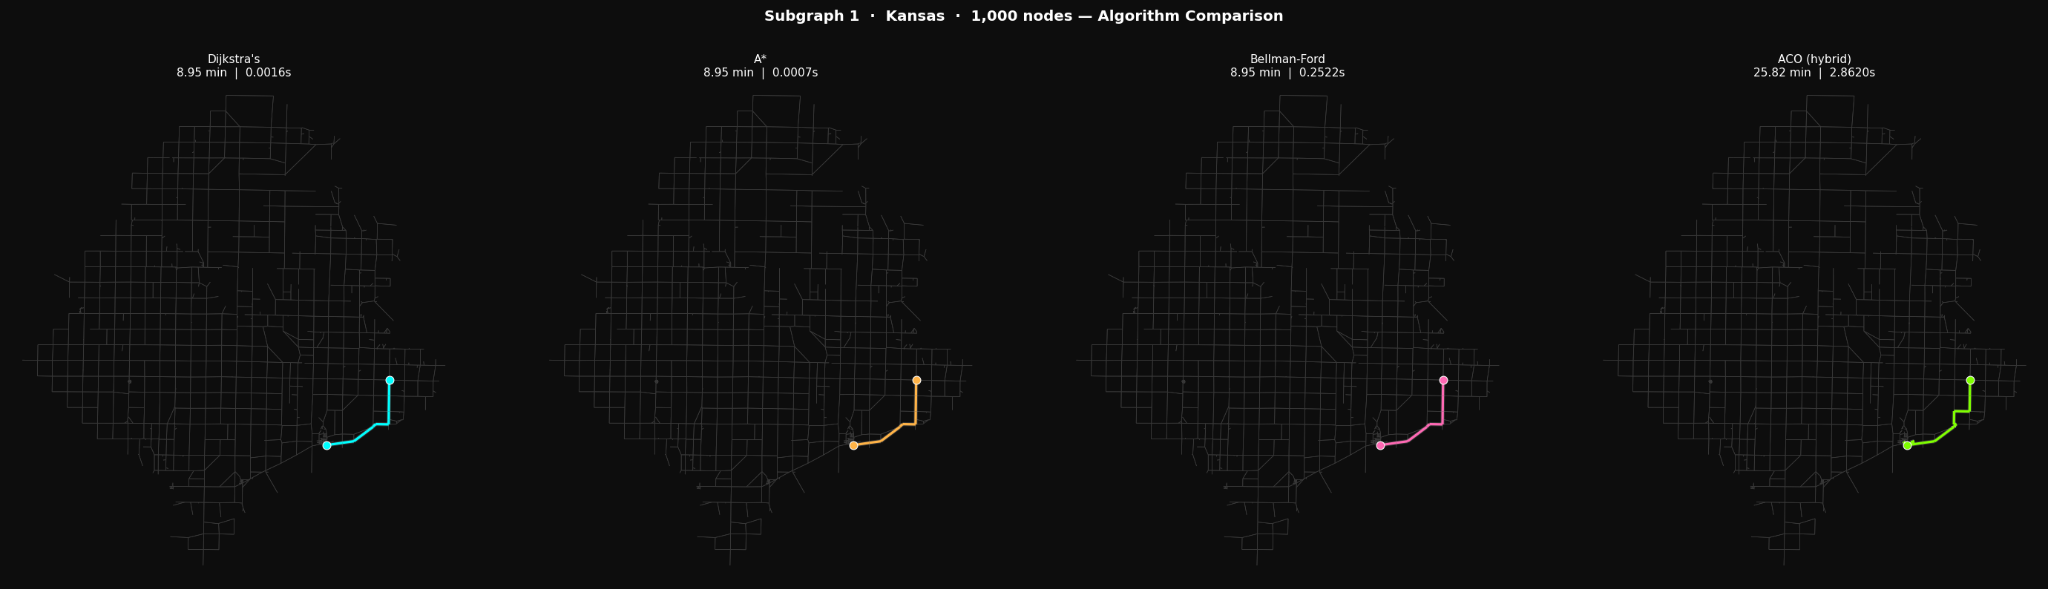 Subgraph 1 · Kansas · 1,000 nodes — Algorithm Comparison
Dijkstra's
8.95 min | 0.0016s
A*
8.95 min | 0.0007s
Bellman-Ford
8.95 min | 0.2522s
ACO (hybrid)
25.82 min | 2.8620s